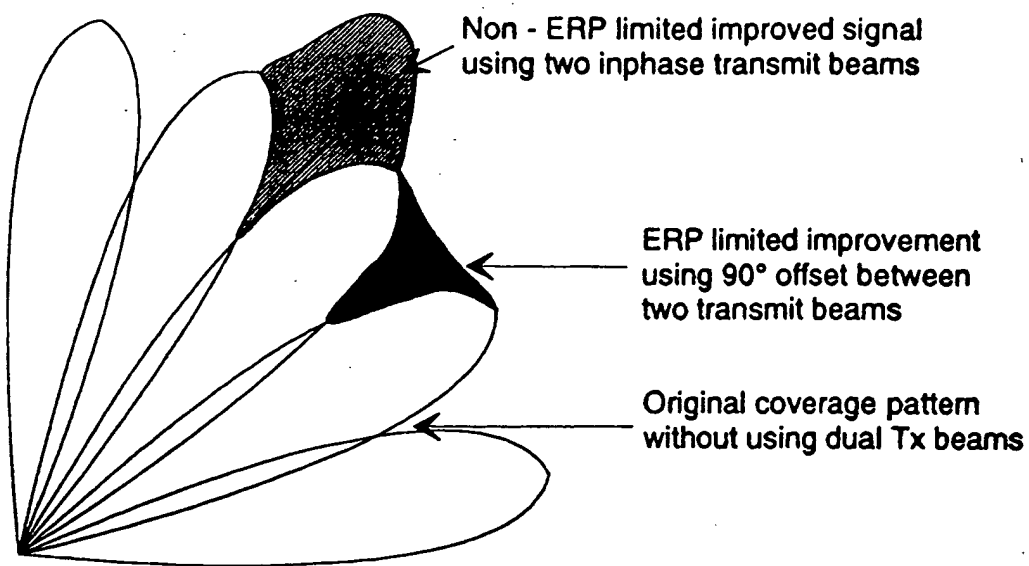 Non - ERP limited improved signal
using two inphase transmit beams
ERP limited improvement
using 90° offset between
two transmit beams
Original coverage pattern
without using dual Tx beams